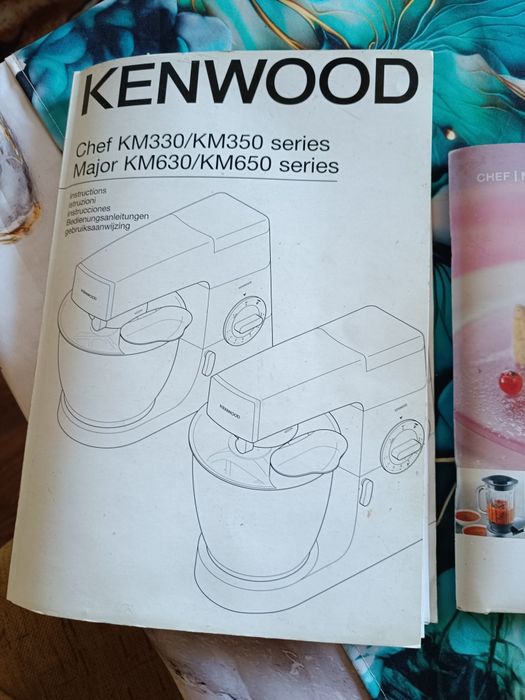 KENWOOD
Chef KM330/KM350 series
Major KM630/KM650 series
instructions
istruzioni
instrucciones
Bedienungsanleitungen
gebruiksaanwijzing
KENWOOD
KENWOOD
CHEF |